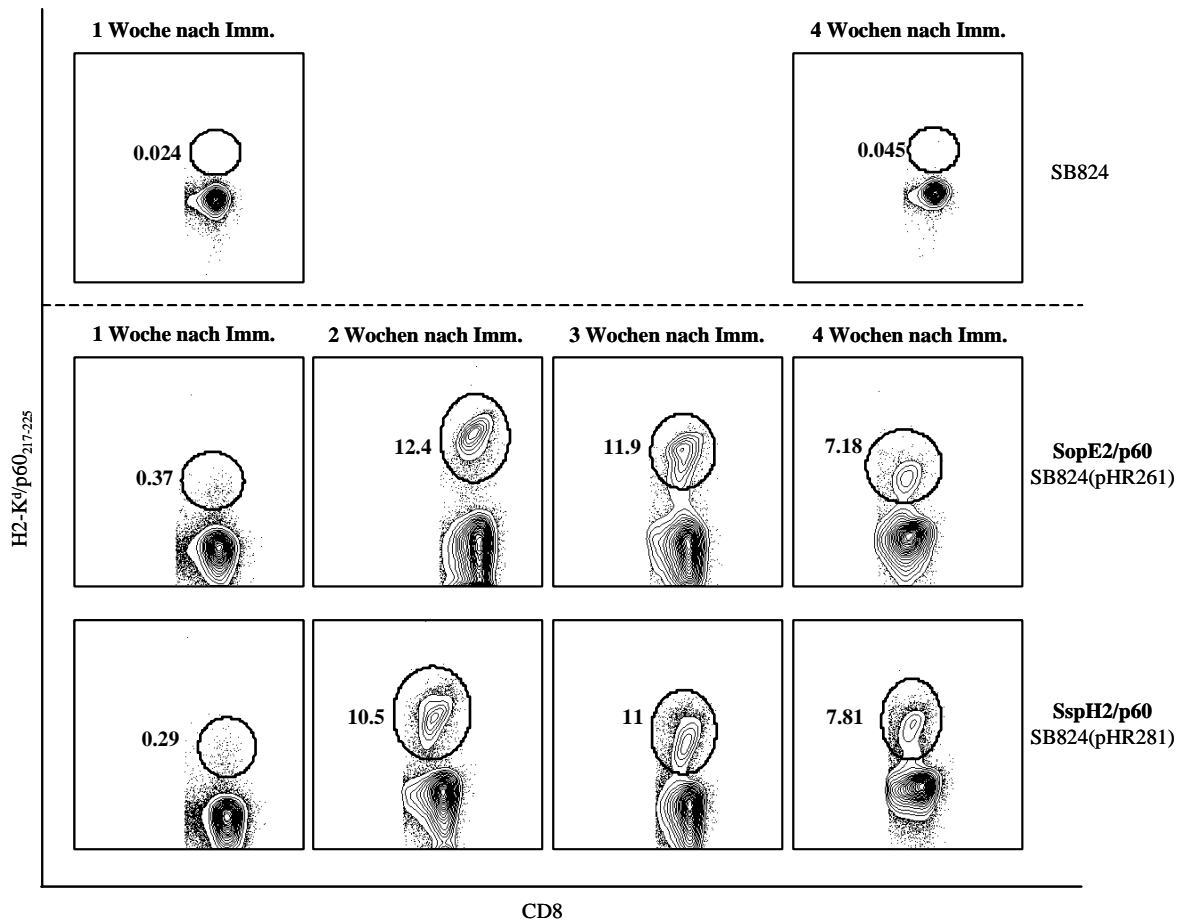 1 Woche nach Imm.
4 Wochen nach Imm.
0.024
0.045
SB824
1 Woche nach Imm.
2 Wochen nach Imm.
3 Wochen nach Imm.
4 Wochen nach Imm.
0.37
12.4
11.9
7.18
SopE2/p60
SB824(pHR261)
H2-Kᵈ/p60₂₁₇₋₂₂₅
0.29
10.5
11
7.81
SspH2/p60
SB824(pHR281)
CD8